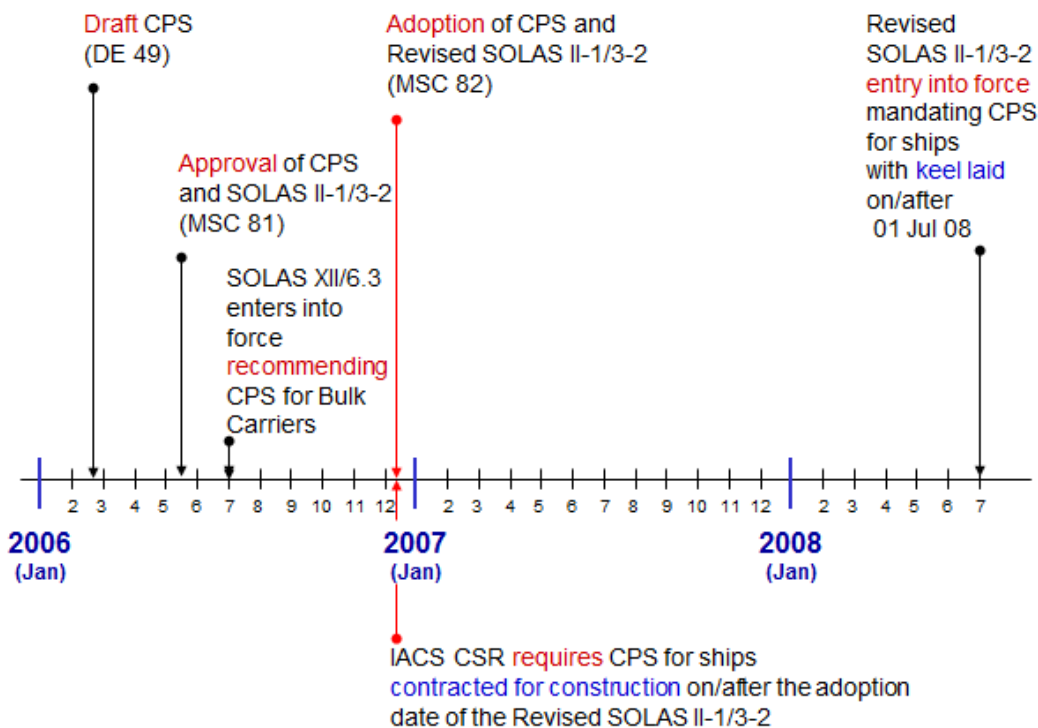 Draft CPS
(DE 49)
Adoption of CPS and
Revised SOLAS II-1/3-2
(MSC 82)
Revised
SOLAS II-1/3-2
entry into force
mandating CPS
for ships
with keel laid
on/after
01 Jul 08
Approval of CPS
and SOLAS II-1/3-2
(MSC 81)
SOLAS XII/6.3
enters into
force
recommending
CPS for Bulk
Carriers
2 3 4 5 6 7 8 9 10 11 12 2 3 4 5 6 7 8 9 10 11 12 2 3 4 5 6 7
2006 2007 2008
(Jan) (Jan) (Jan)
IACS CSR requires CPS for ships
contracted for construction on/after the adoption
date of the Revised SOLAS II-1/3-2